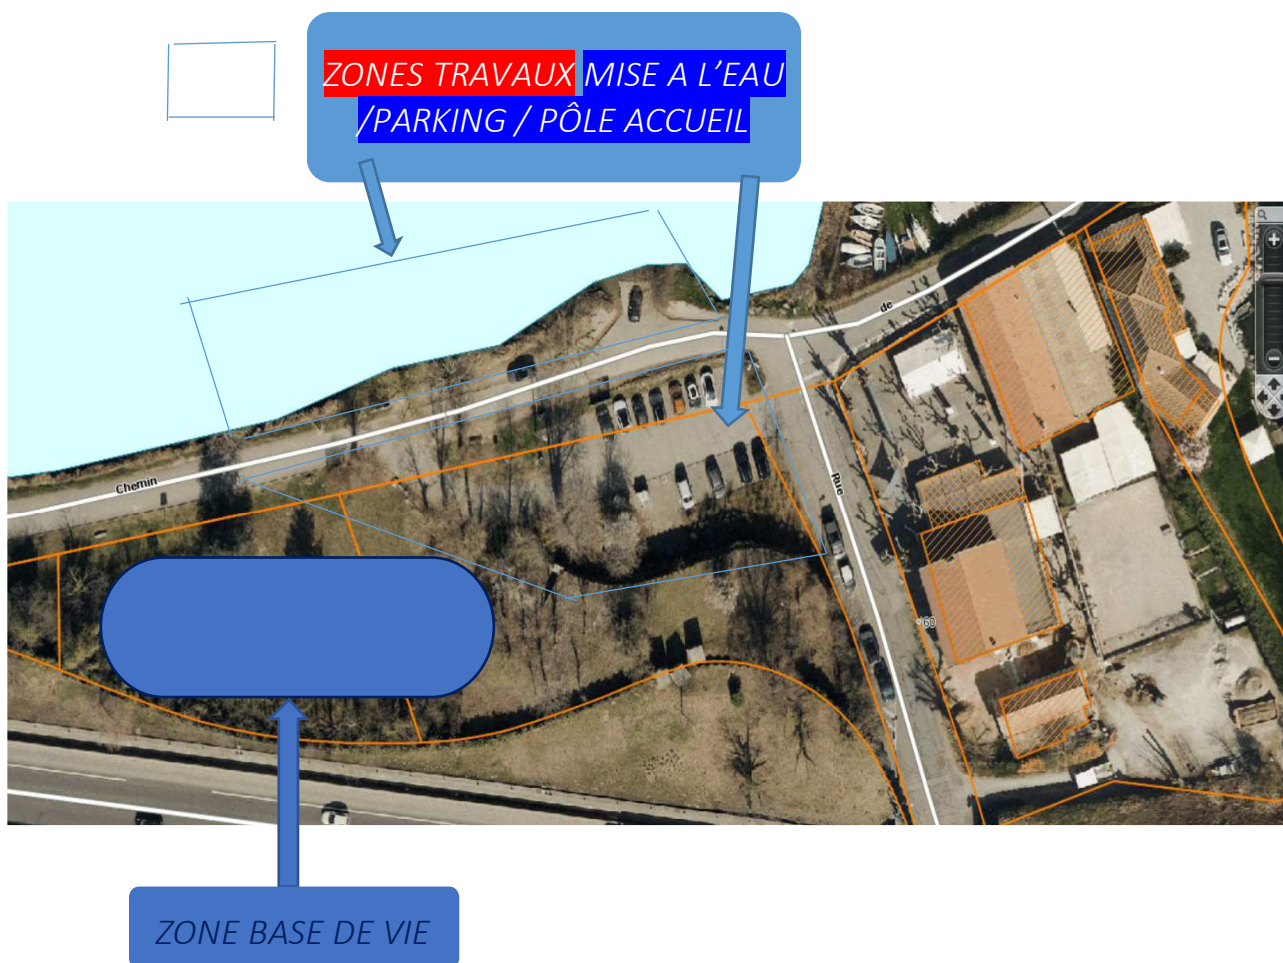 ZONES TRAVAUX MISE A L’EAU
/PARKING / PÔLE ACCUEIL
de
Chemin
Rue
60
ZONE BASE DE VIE